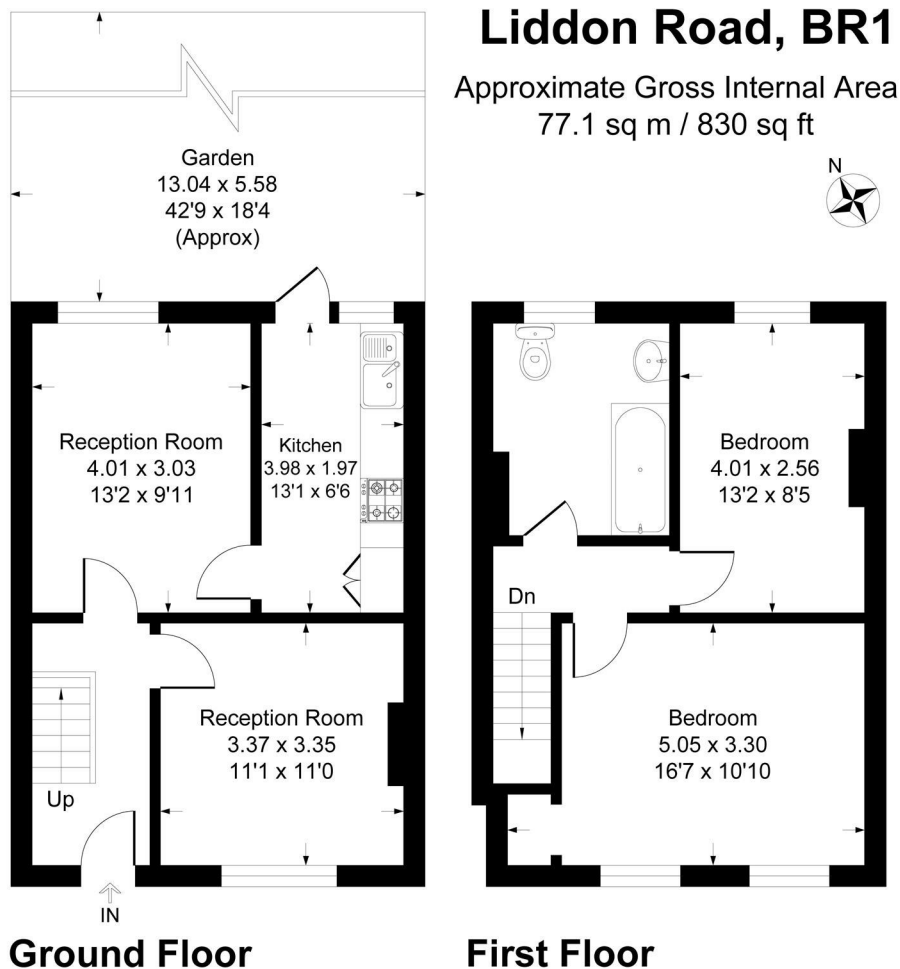 Liddon Road, BR1
Approximate Gross Internal Area
77.1 sq m / 830 sq ft
N
Garden
13.04 x 5.58
42'9 x 18'4
(Approx)
Reception Room
4.01 x 3.03
13'2 x 9'11
Kitchen
3.98 x 1.97
13'1 x 6'6
Reception Room
3.37 x 3.35
11'1 x 11'0
Up
IN
Ground Floor
Bedroom
4.01 x 2.56
13'2 x 8'5
Dn
Bedroom
5.05 x 3.30
16'7 x 10'10
First Floor